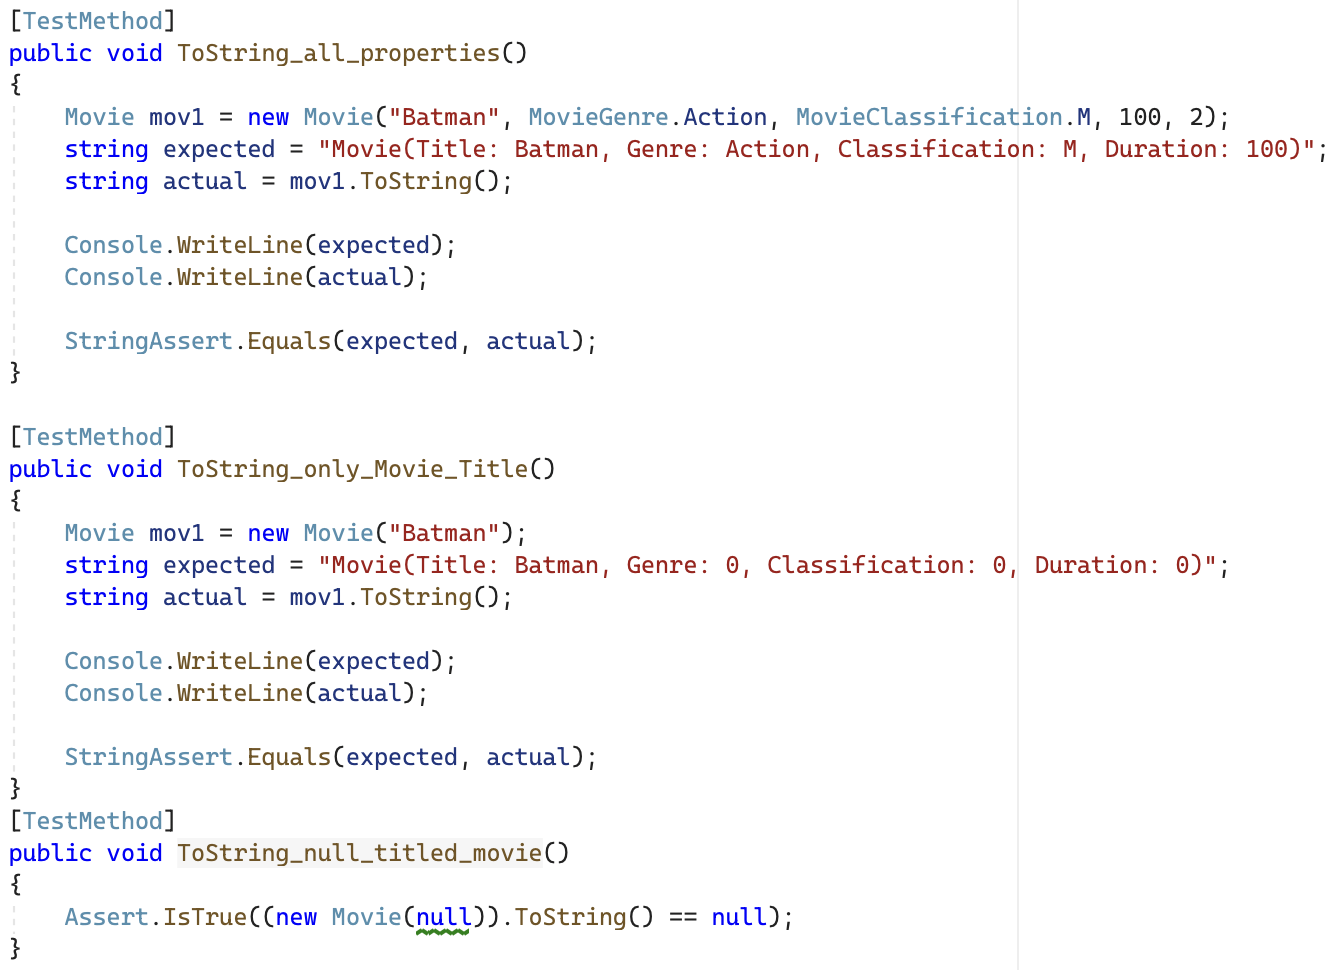 [TestMethod]
public void ToString_all_properties()
{
    Movie mov1 = new Movie("Batman", MovieGenre.Action, MovieClassification.M, 100, 2);
    string expected = "Movie(Title: Batman, Genre: Action, Classification: M, Duration: 100)";
    string actual = mov1.ToString();

    Console.WriteLine(expected);
    Console.WriteLine(actual);

    StringAssert.Equals(expected, actual);
}

[TestMethod]
public void ToString_only_Movie_Title()
{
    Movie mov1 = new Movie("Batman");
    string expected = "Movie(Title: Batman, Genre: 0, Classification: 0, Duration: 0)";
    string actual = mov1.ToString();

    Console.WriteLine(expected);
    Console.WriteLine(actual);

    StringAssert.Equals(expected, actual);
}
[TestMethod]
public void ToString_null_titled_movie()
{
    Assert.IsTrue((new Movie(null)).ToString() == null);
}